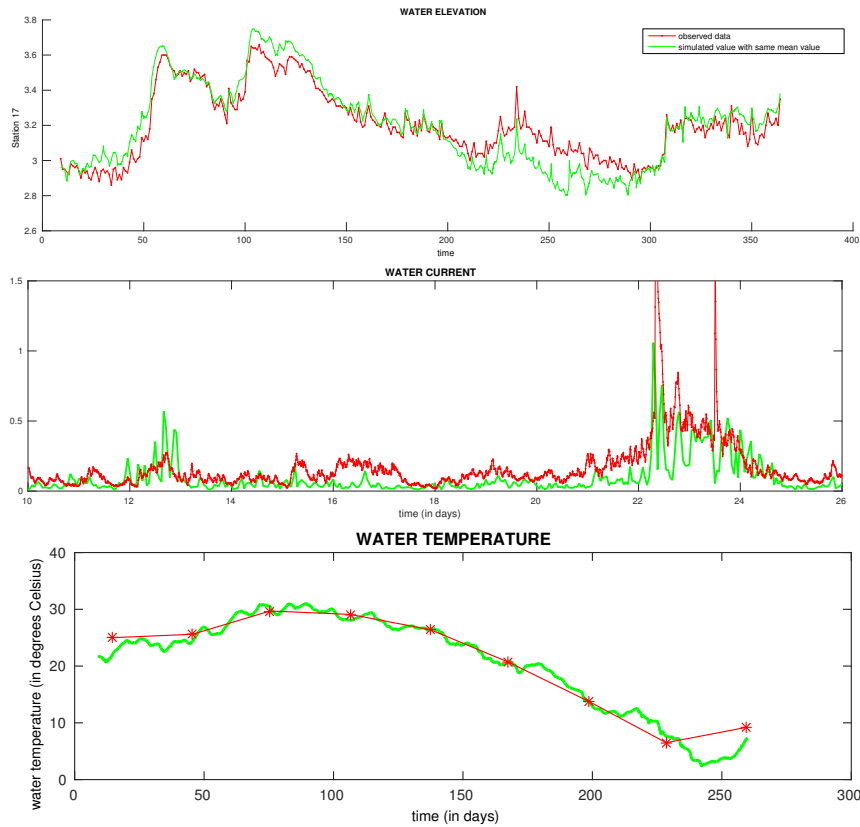 WATER ELEVATION
3.8
3.6
3.4
3.2
3
2.8
2.6
Station 17
observed data
simulated value with same mean value
0 50 100 150 200 250 300 350 400
time
WATER CURRENT
1.5
1
0.5
0
10 12 14 16 18 20 22 24 26
time (in days)
WATER TEMPERATURE
40
30
20
10
0
water temperature (in degrees Celsius)
0 50 100 150 200 250 300
time (in days)